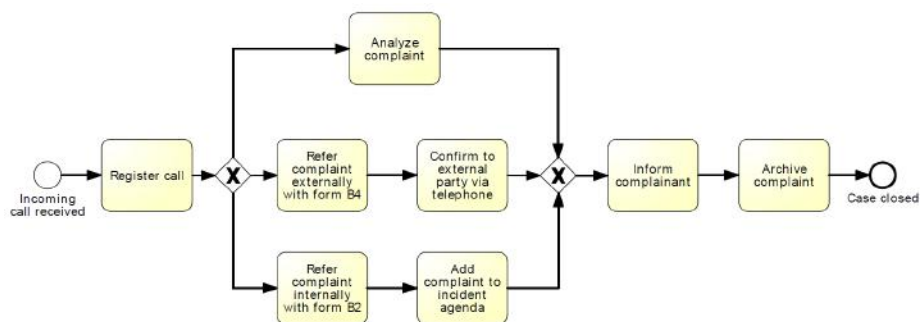 Analyze
complaint
Incoming
call received
Register call
X
Refer
complaint
externally
with form B4
Confirm to
external
party via
telephone
X
Inform
complainant
Archive
complaint
Case closed
Refer
complaint
internally
with form B2
Add
complaint to
incident
agenda